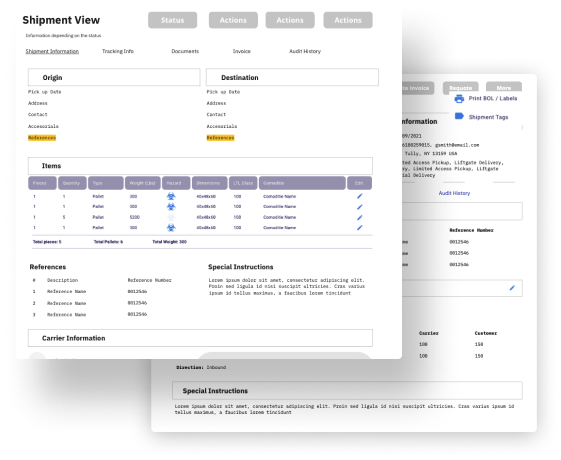 Shipment View
Status Actions Actions Actions
Information depending on the status
Shipment Information Tracking Info Documents Invoice Audit History
Origin Destination
Pick up Date Pick up Date
Address Address
Contact Contact
Accessorials Accessorials
References References
Items
Pieces Quantity Type Weight (Lbs) Hazard Dimensions LTL Class Comodite Edit
1 1 Pallet 300 40x48x60 100 Comodite Name
1 1 Pallet 300 40x48x60 100 Comodite Name
1 5 Pallet 5200 40x48x60 100 Comodite Name
1 1 Pallet 300 40x48x60 100 Comodite Name
Total pieces: 5 Total Pallets: 6 Total Weight: 300
References
# Description Reference Number
1 Reference Name 0012546
2 Reference Name 0012546
3 Reference Name 0012546
Special Instructions
Lorem ipsum dolor sit amet, consectetur adipiscing elit.
Proin sed ligula id nisi suscipit ultricies. Cras varius
ipsum id tellus maximus, a faucibus lorem tincidunt
Carrier Information
Invoice Requote More
Print BOL / Labels
Shipment Tags
nformation
09/2021
6180259015, gsmith@email.com
Tully, NY 13159 USA
ted Access Pickup, Liftgate Delivery,
ry, Limited Access Pickup, Liftgate
ial Delivety
Audit History
Reference Number
me 0012546
me 0012546
me 0012546
Carrier Customer
100 150
100 150
Direction: Inbound
Special Instructions
Lorem ipsum dolor sit amet, consectetur adipiscing elit. Proin sed ligula id nisi suscipit ultricies. Cras varius ipsum id
tellus maximus, a faucibus lorem tincidunt